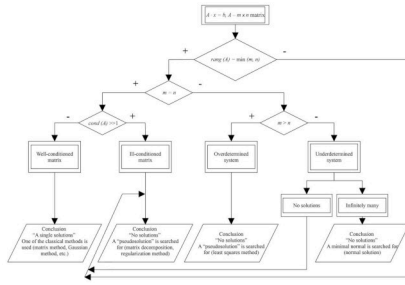 A · x = b, A – m × n matrix
rang (A) = min (m, n)
+
-
m = n
+
-
cond (A) >>1
-
+
m > n
+
-
Well-conditioned
matrix
Ill-conditioned
matrix
Overdetermined
system
Underdetermined
system
No solutions
Infinitely many
Conclusion
"A single solutions"
One of the classical methods is
used (matrix method, Gaussian
method, etc.)
Conclusion
"No solutions"
A "pseudosolution" is searched
for (matrix decomposition,
regularization method)
Conclusion
"No solutions"
A "pseudosolution" is searched
for (least squares method)
Conclusion
"No solutions"
A minimal normal is searched for
(normal solution)